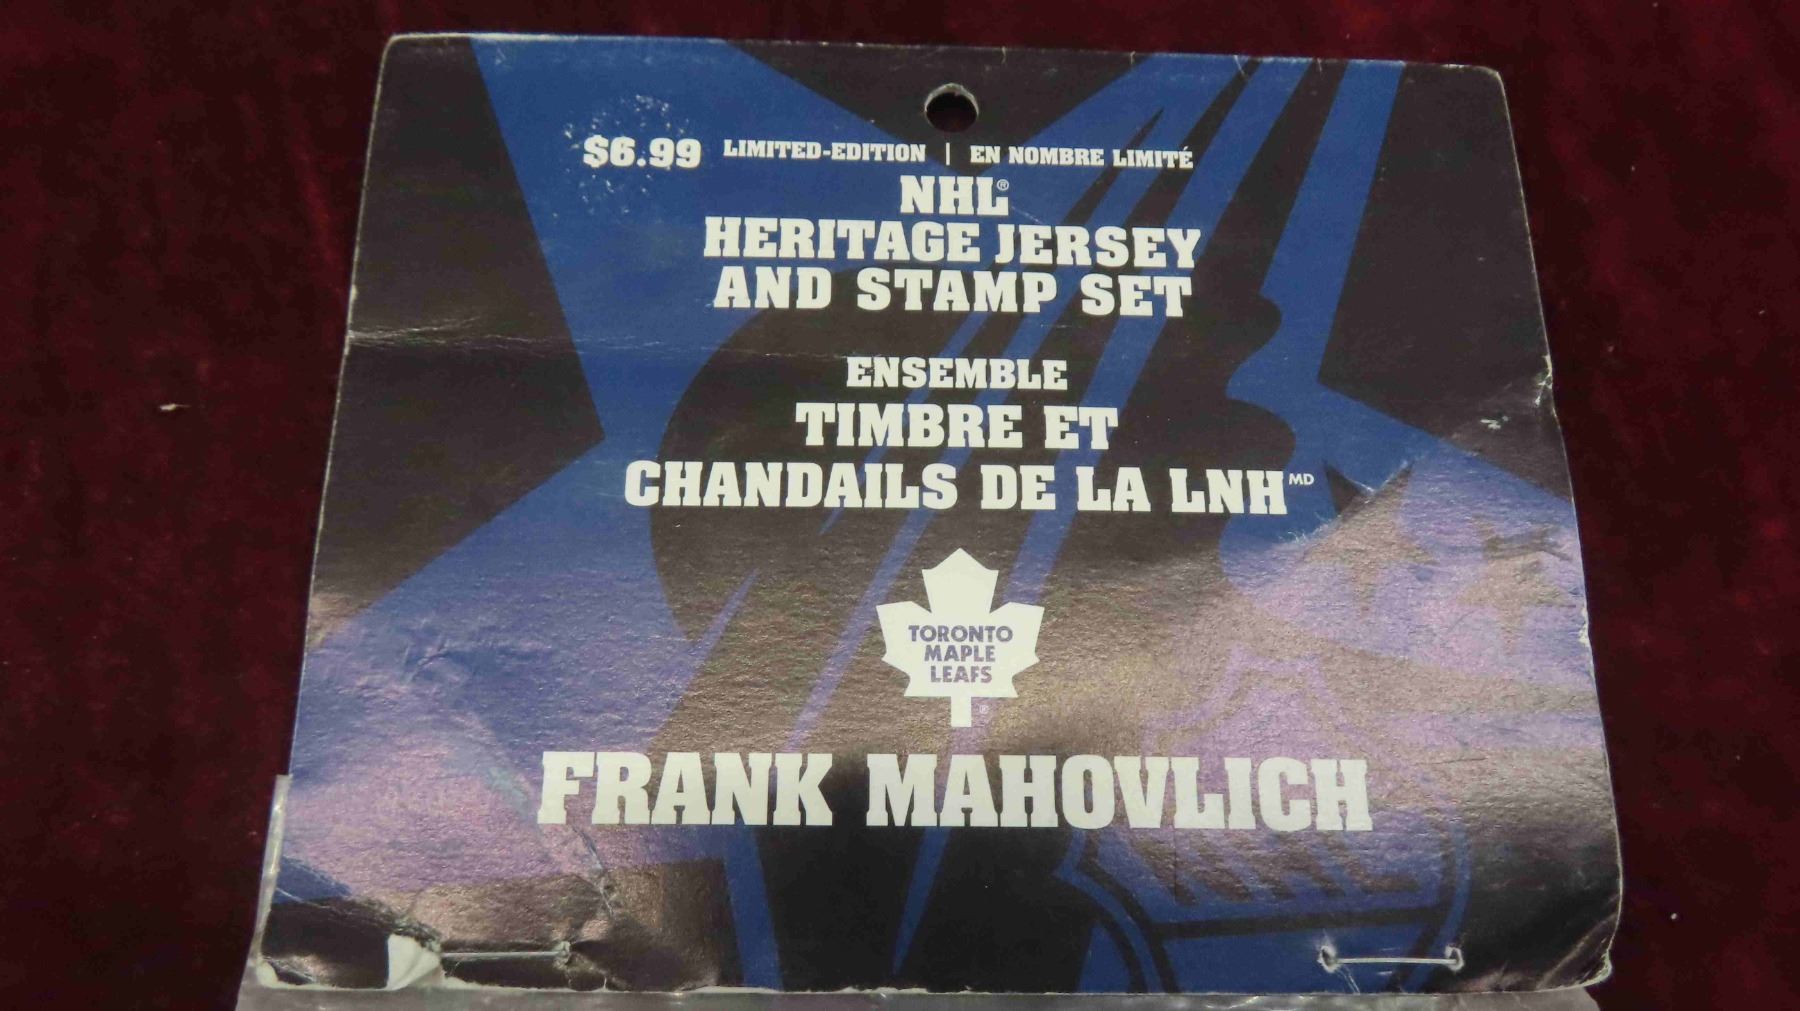 $6.99 LIMITED-EDITION | EN NOMBRE LIMITÉ
NHL®
HERITAGE JERSEY
AND STAMP SET
ENSEMBLE
TIMBRE ET
CHANDAILS DE LA LNH MD
TORONTO
MAPLE
LEAFS
®
FRANK MAHOVLICH
NHL